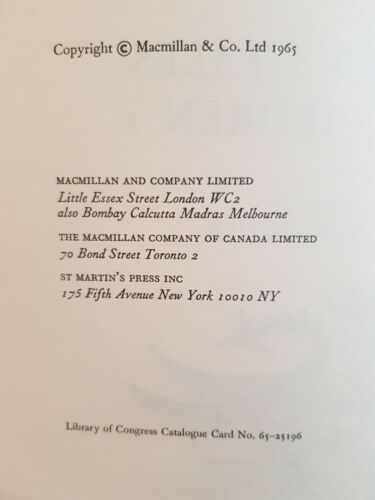 Copyright © Macmillan & Co. Ltd 1965
MACMILLAN AND COMPANY LIMITED
Little Essex Street London WC2
also Bombay Calcutta Madras Melbourne
THE MACMILLAN COMPANY OF CANADA LIMITED
70 Bond Street Toronto 2
ST MARTIN'S PRESS INC
175 Fifth Avenue New York 10010 NY
Library of Congress Catalogue Card No. 65-25196